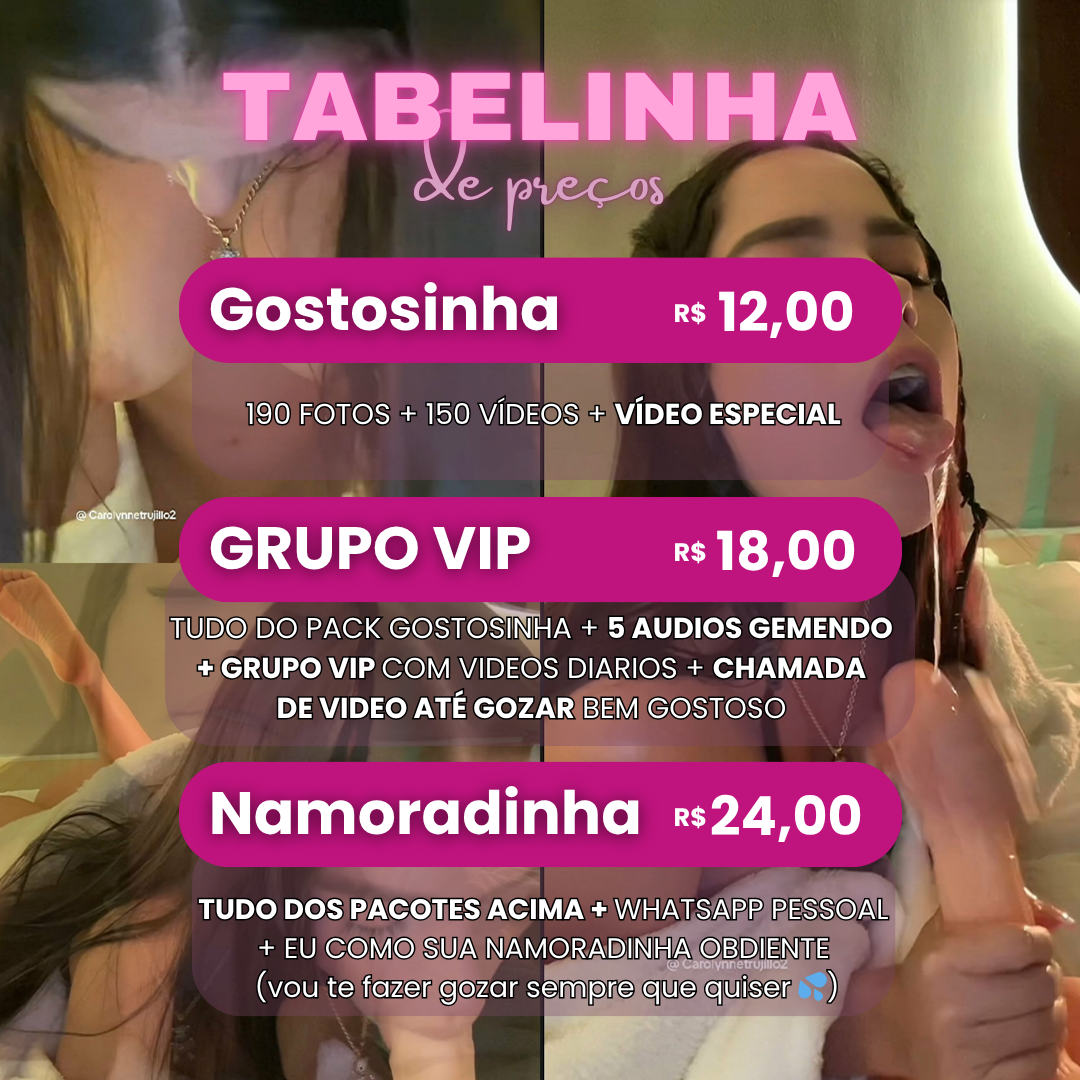 TABELINHA
de preços
Gostosinha R$ 12,00
190 FOTOS + 150 VÍDEOS + VÍDEO ESPECIAL
@ Carolynnetrujillo2
GRUPO VIP R$ 18,00
TUDO DO PACK GOSTOSINHA + 5 AUDIOS GEMENDO
+ GRUPO VIP COM VIDEOS DIARIOS + CHAMADA
DE VIDEO ATÉ GOZAR BEM GOSTOSO
Namoradinha R$ 24,00
TUDO DOS PACOTES ACIMA + WHATSAPP PESSOAL
+ EU COMO SUA NAMORADINHA OBDIENTE
@ Carolynnetrujillo2
(vou te fazer gozar sempre que quiser 💦)